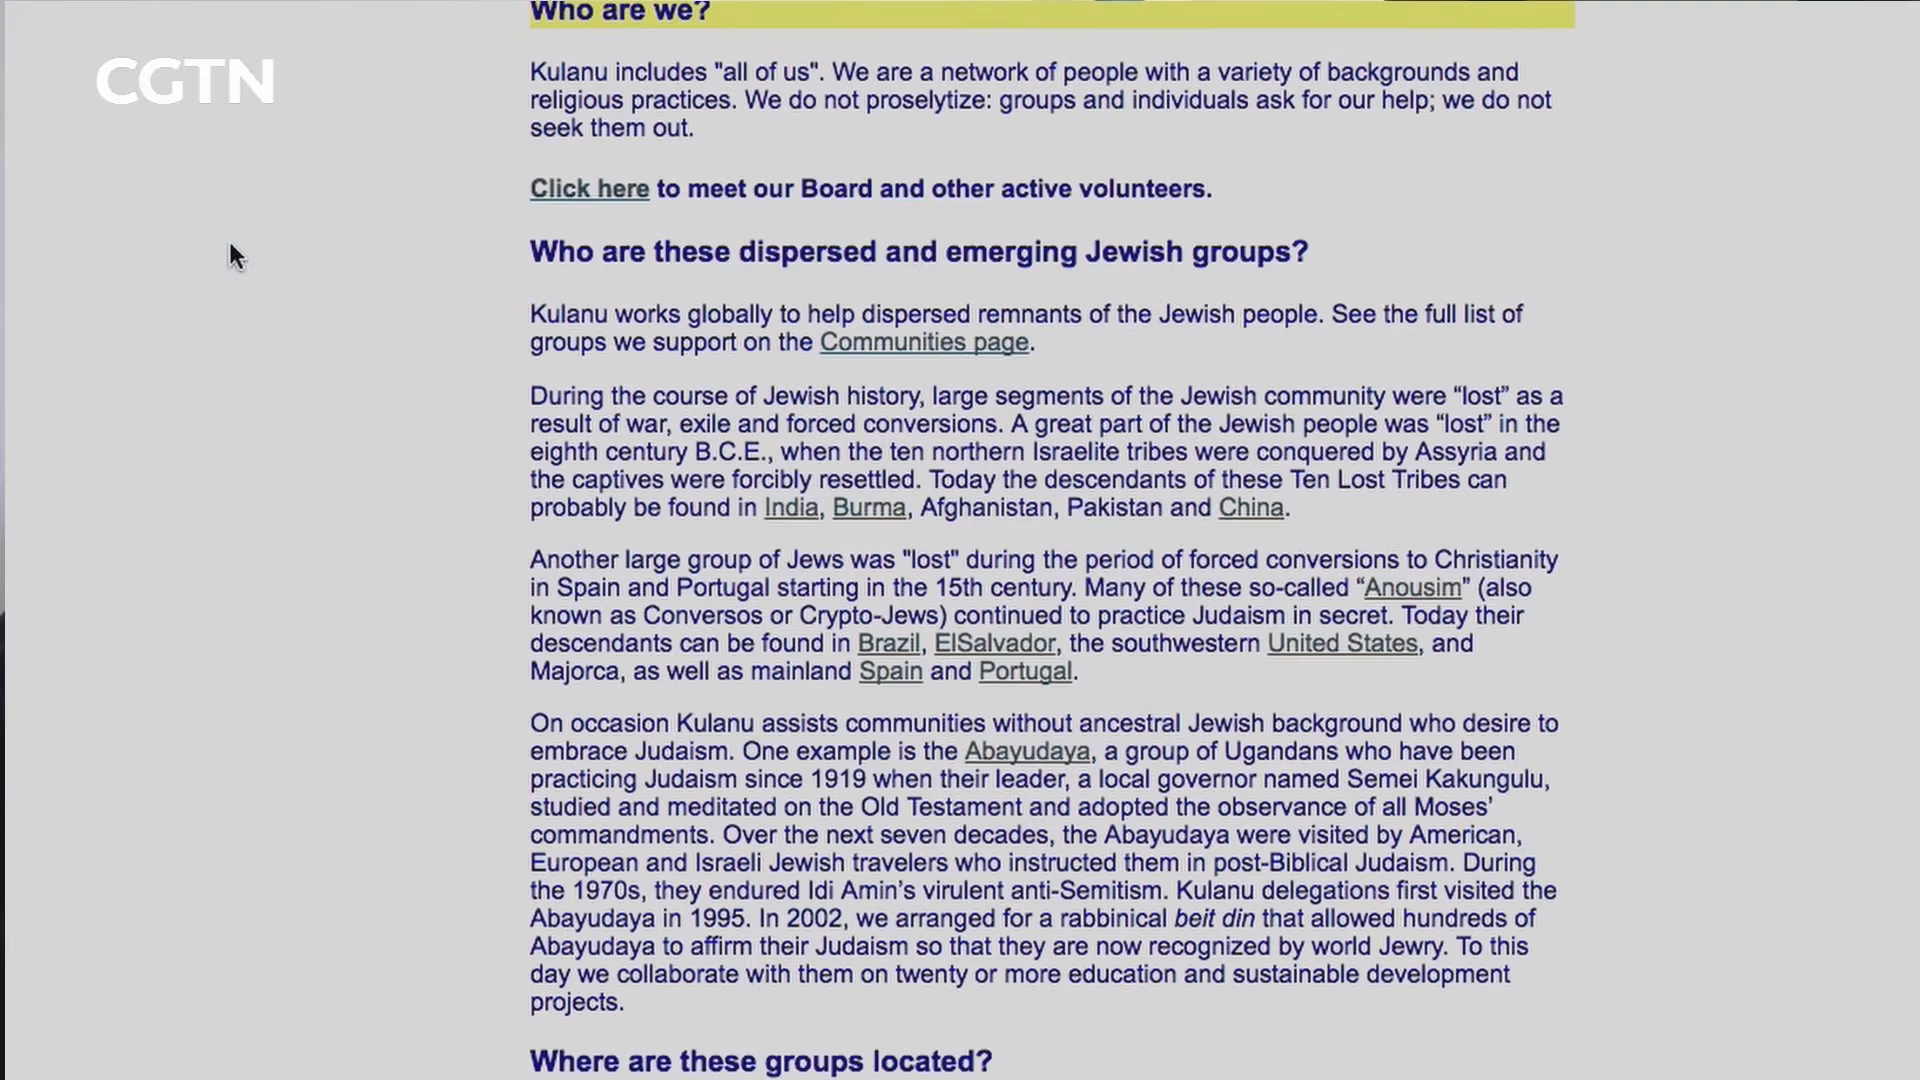 Who are we?
CGTN
Kulanu includes "all of us". We are a network of people with a variety of backgrounds and
religious practices. We do not proselytize: groups and individuals ask for our help; we do not
seek them out.
Click here to meet our Board and other active volunteers.
Who are these dispersed and emerging Jewish groups?
Kulanu works globally to help dispersed remnants of the Jewish people. See the full list of
groups we support on the Communities page.
During the course of Jewish history, large segments of the Jewish community were “lost” as a
result of war, exile and forced conversions. A great part of the Jewish people was “lost” in the
eighth century B.C.E., when the ten northern Israelite tribes were conquered by Assyria and
the captives were forcibly resettled. Today the descendants of these Ten Lost Tribes can
probably be found in India, Burma, Afghanistan, Pakistan and China.
Another large group of Jews was "lost" during the period of forced conversions to Christianity
in Spain and Portugal starting in the 15th century. Many of these so-called “Anousim” (also
known as Conversos or Crypto-Jews) continued to practice Judaism in secret. Today their
descendants can be found in Brazil, ElSalvador, the southwestern United States, and
Majorca, as well as mainland Spain and Portugal.
On occasion Kulanu assists communities without ancestral Jewish background who desire to
embrace Judaism. One example is the Abayudaya, a group of Ugandans who have been
practicing Judaism since 1919 when their leader, a local governor named Semei Kakungulu,
studied and meditated on the Old Testament and adopted the observance of all Moses’
commandments. Over the next seven decades, the Abayudaya were visited by American,
European and Israeli Jewish travelers who instructed them in post-Biblical Judaism. During
the 1970s, they endured Idi Amin’s virulent anti-Semitism. Kulanu delegations first visited the
Abayudaya in 1995. In 2002, we arranged for a rabbinical beit din that allowed hundreds of
Abayudaya to affirm their Judaism so that they are now recognized by world Jewry. To this
day we collaborate with them on twenty or more education and sustainable development
projects.
Where are these groups located?